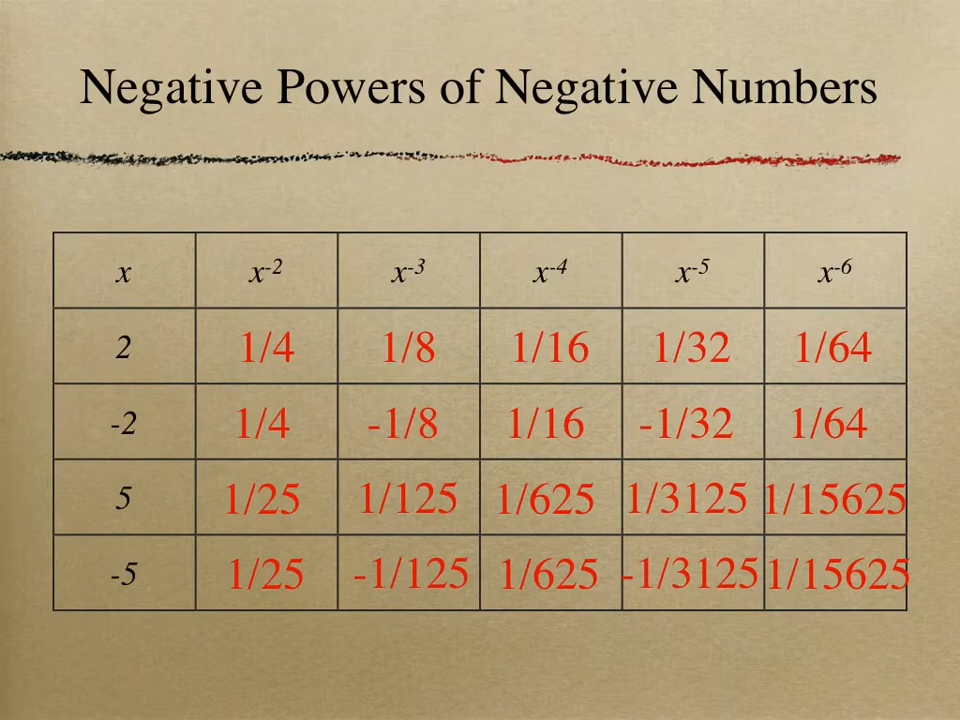 Negative Powers of Negative Numbers
x x⁻² x⁻³ x⁻⁴ x⁻⁵ x⁻⁶
2 1/4 1/8 1/16 1/32 1/64
-2 1/4 -1/8 1/16 -1/32 1/64
5 1/25 1/125 1/625 1/3125 1/15625
-5 1/25 -1/125 1/625 -1/3125 1/15625